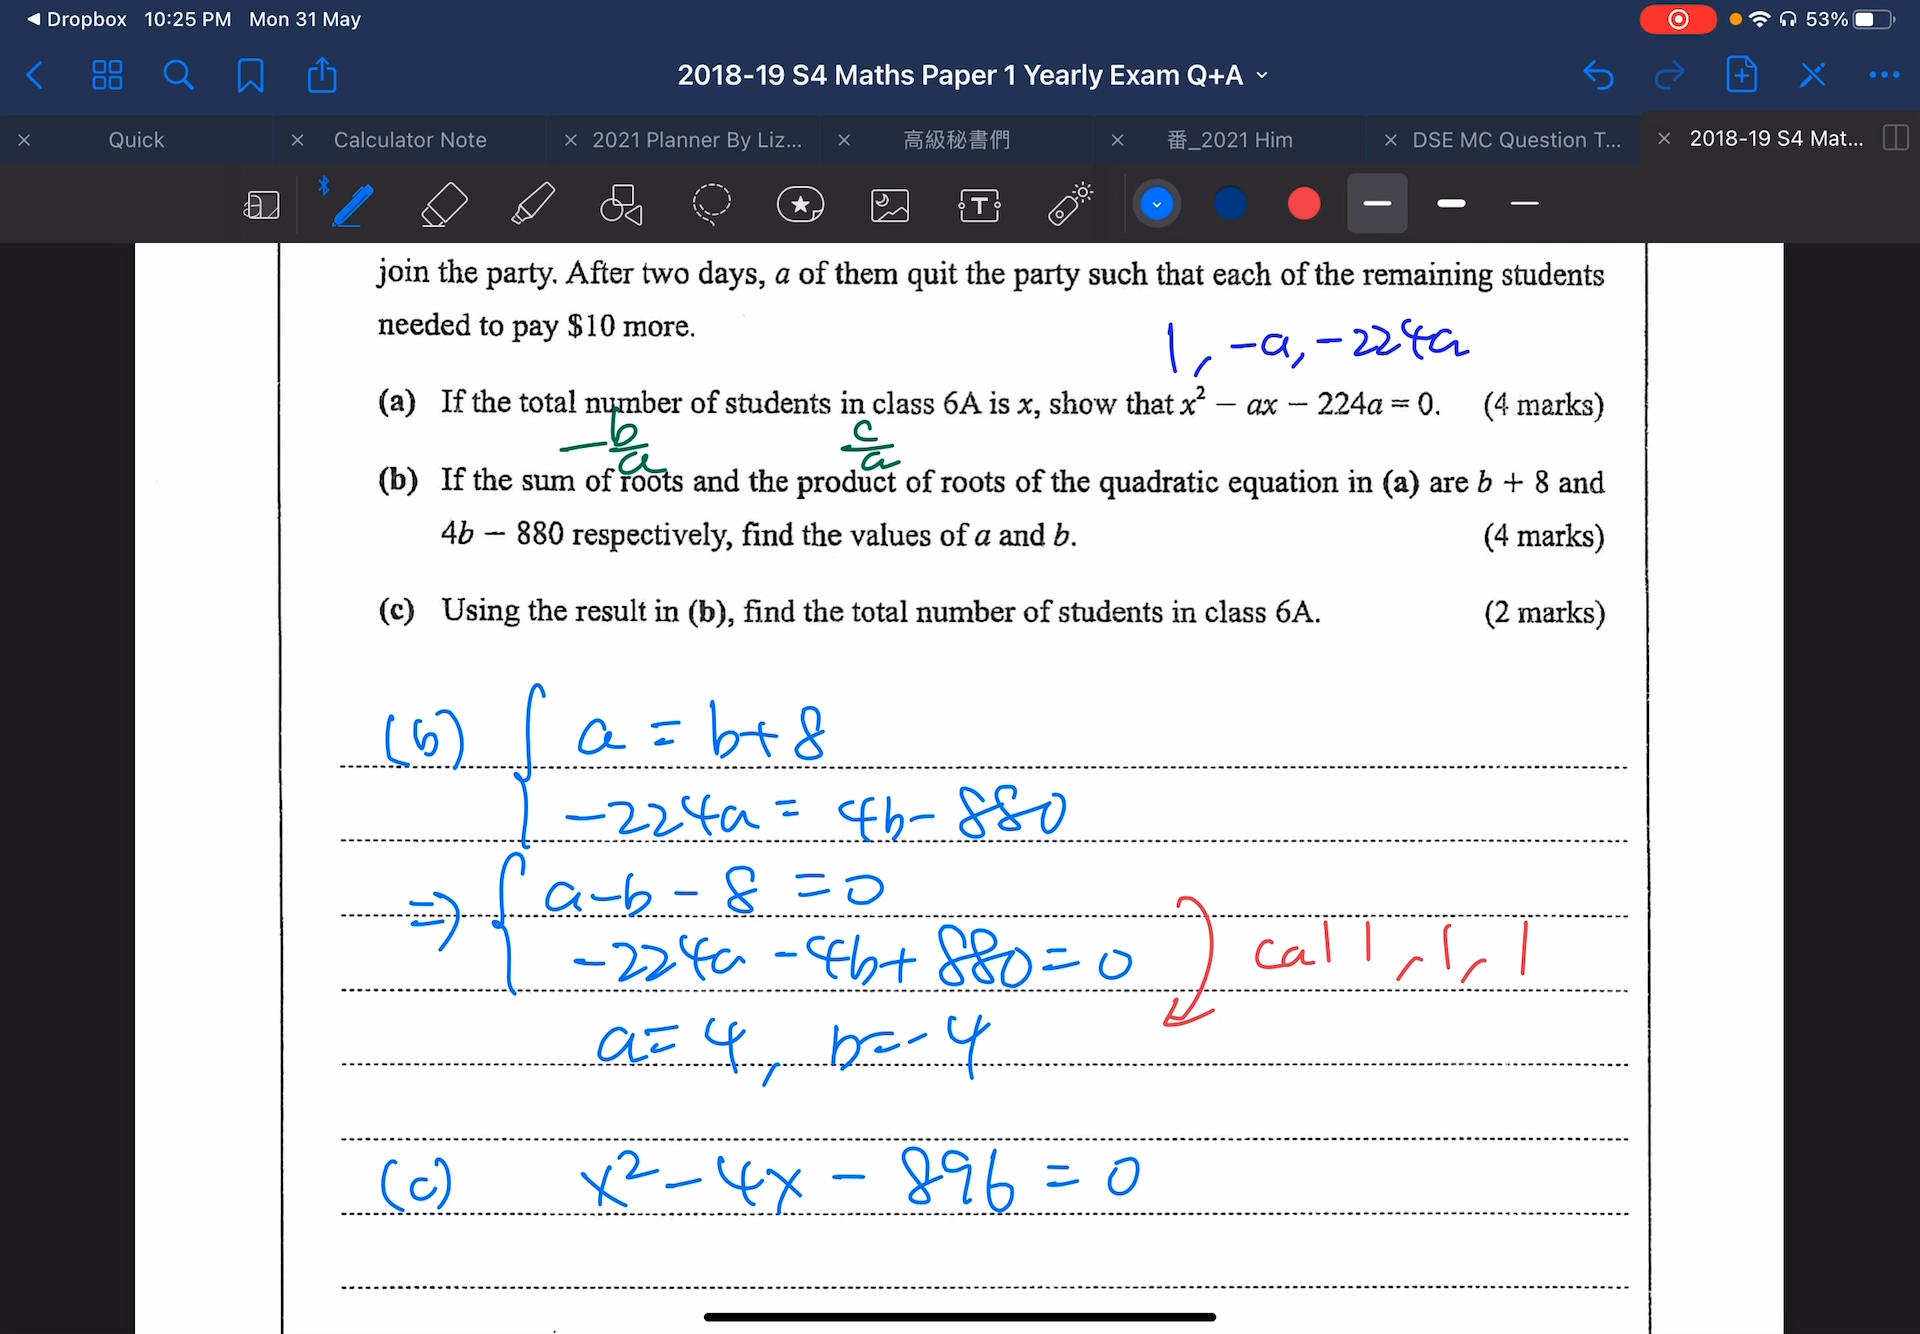 Dropbox 10:25 PM Mon 31 May 53%
2018-19 S4 Maths Paper 1 Yearly Exam Q+A
Quick
Calculator Note
2021 Planner By Liz...
高級秘書們
番_2021 Him
DSE MC Question T...
2018-19 S4 Mat...
join the party. After two days, a of them quit the party such that each of the remaining students
needed to pay $10 more.
1, -a, -224a
(a) If the total number of students in class 6A is x, show that x² − ax − 224a = 0. (4 marks)
-b/a c/a
(b) If the sum of roots and the product of roots of the quadratic equation in (a) are b + 8 and
4b − 880 respectively, find the values of a and b. (4 marks)
(c) Using the result in (b), find the total number of students in class 6A. (2 marks)
(b) { a = b+8
-224a = 4b-880
⇒ { a-b-8 = 0
-224a -4b+880=0 cal 1, 1, 1
a=4, b=-4
(c) x²-4x-896=0